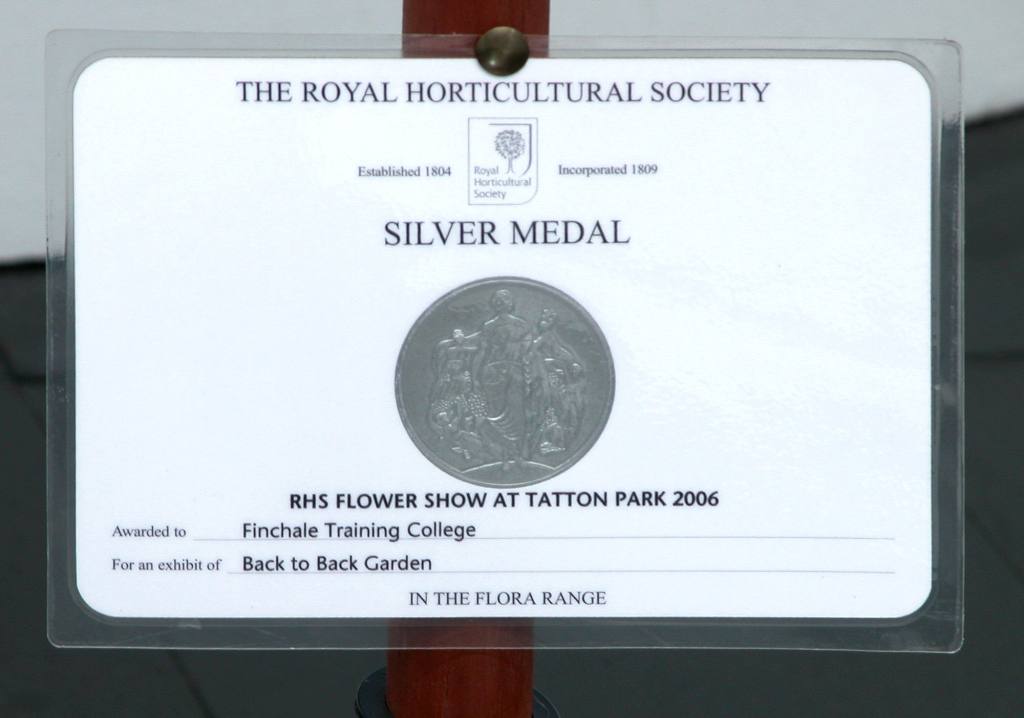 THE ROYAL HORTICULTURAL SOCIETY
Established 1804
Royal
Horticultural
Society
Incorporated 1809
SILVER MEDAL
RHS FLOWER SHOW AT TATTON PARK 2006
Awarded to Finchale Training College
For an exhibit of Back to Back Garden
IN THE FLORA RANGE